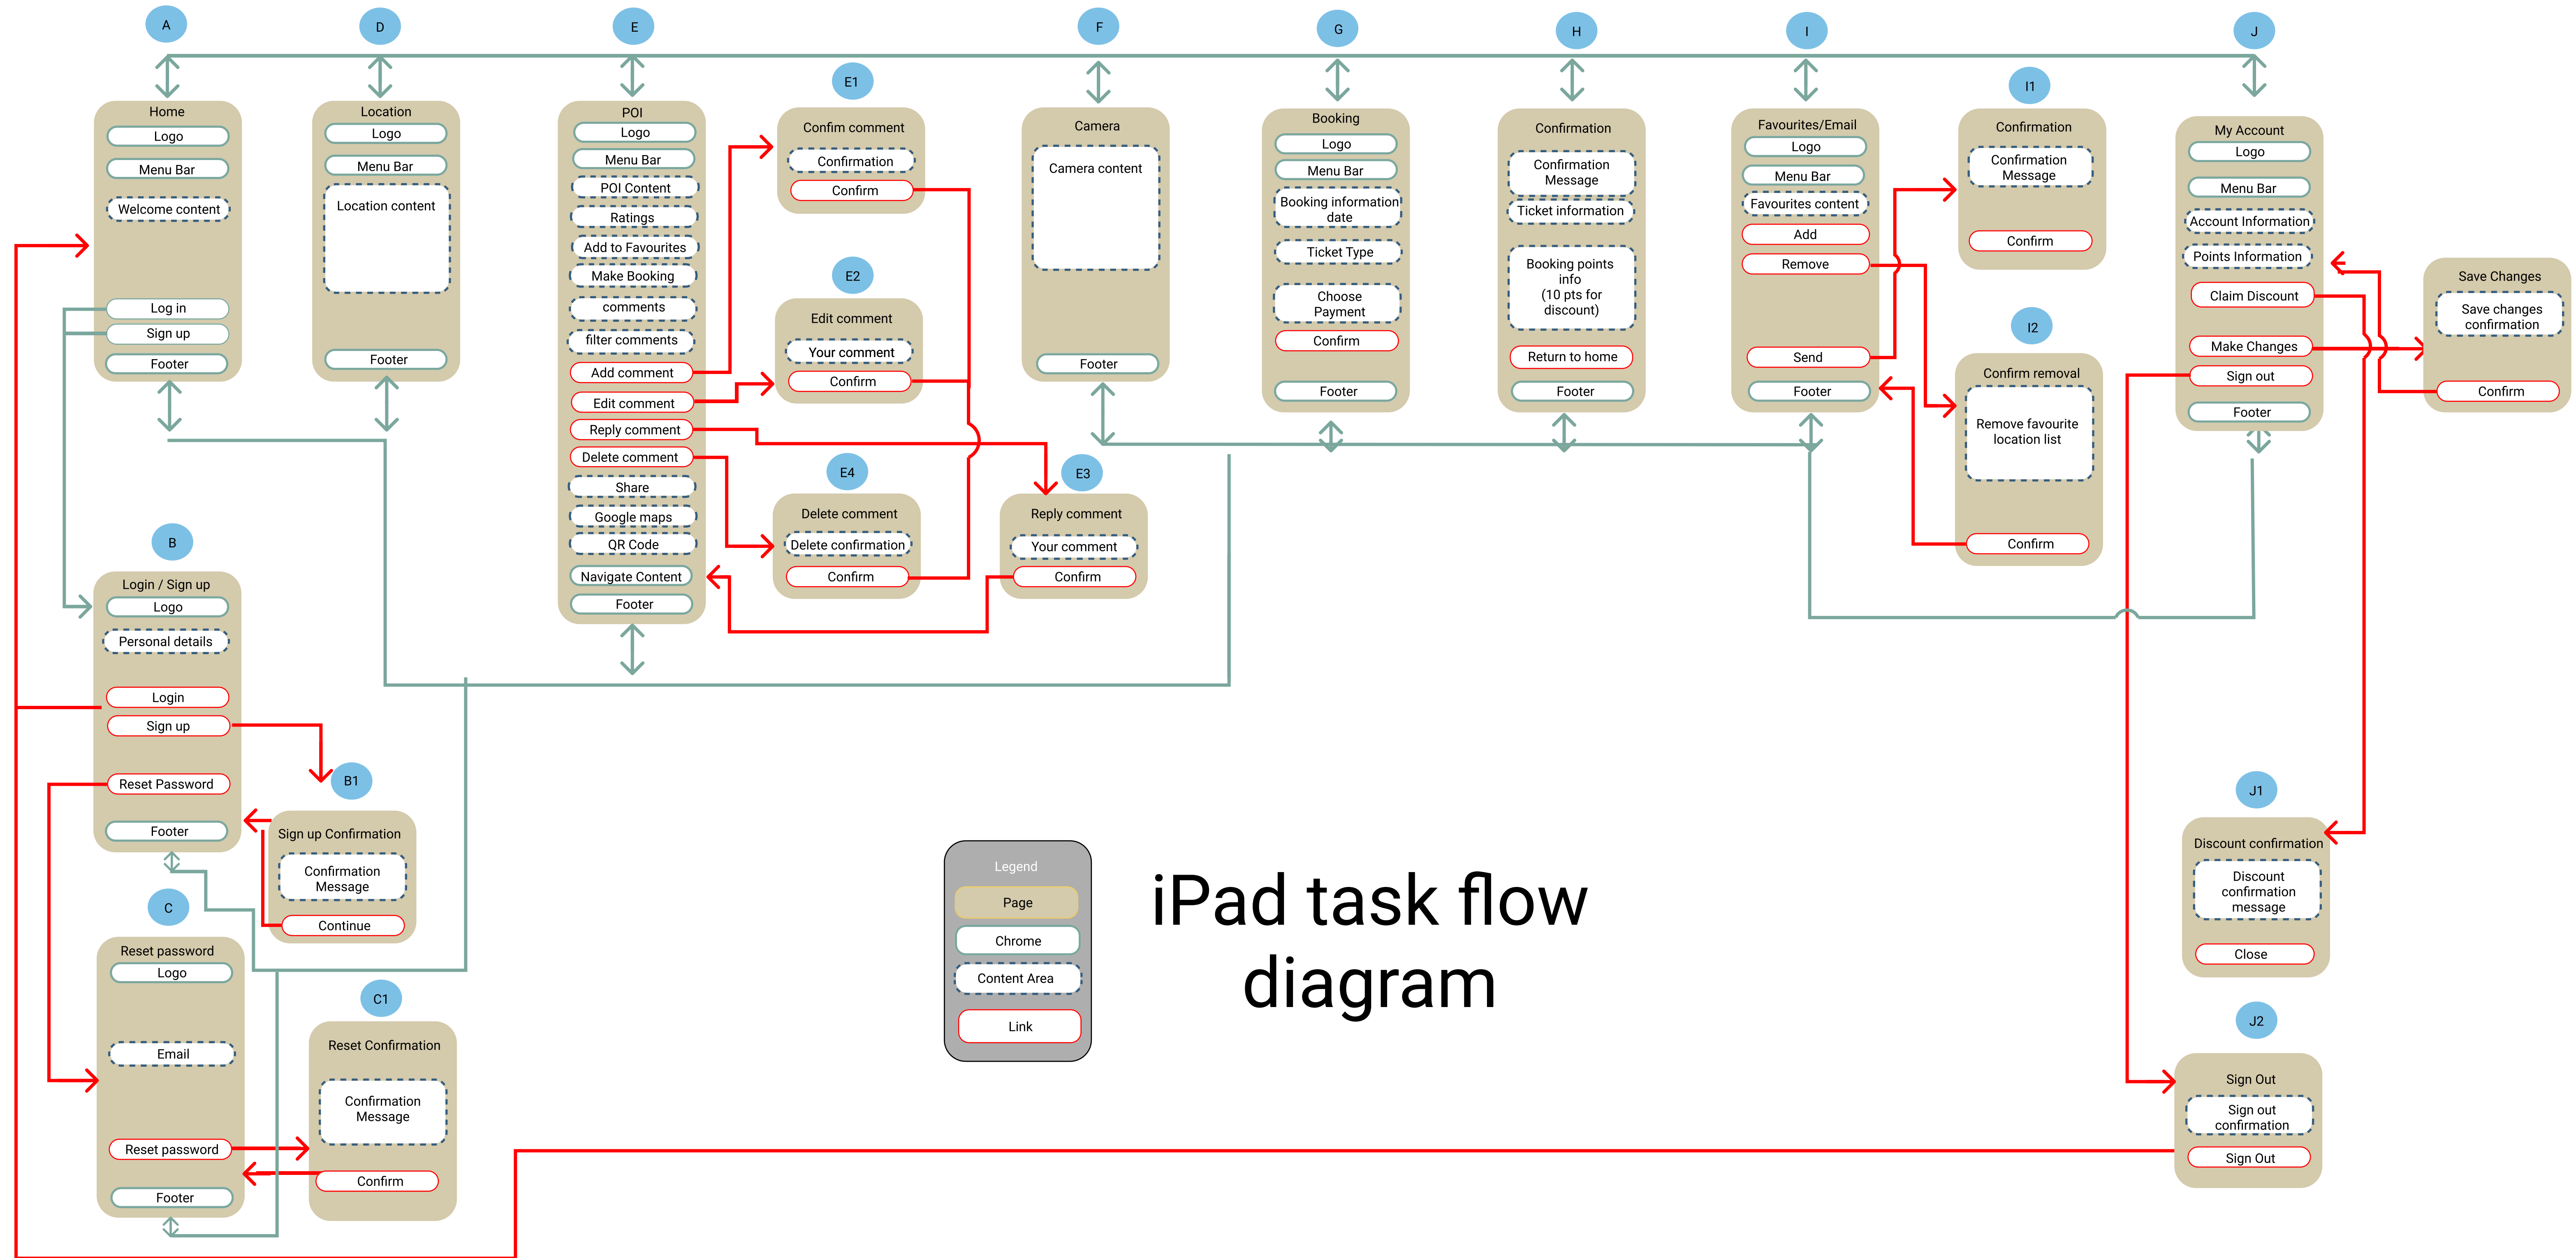 A
D
E
F
G
H
I
J
E1
I1
Home
Logo
Menu Bar
Welcome content
Log in
Sign up
Footer
Location
Logo
Menu Bar
Location content
Footer
POI
Logo
Menu Bar
POI Content
Ratings
Add to Favourites
Make Booking
comments
filter comments
Add comment
Edit comment
Reply comment
Delete comment
Share
Google maps
QR Code
Navigate Content
Footer
Confim comment
Confirmation
Confirm
E2
Edit comment
Your comment
Confirm
E4
Delete comment
Delete confirmation
Confirm
E3
Reply comment
Your comment
Confirm
Camera
Camera content
Footer
Booking
Logo
Menu Bar
Booking information
date
Ticket Type
Choose
Payment
Confirm
Footer
Confirmation
Confirmation
Message
Ticket information
Booking points
info
(10 pts for
discount)
Return to home
Footer
Favourites/Email
Logo
Menu Bar
Favourites content
Add
Remove
Send
Footer
Confirmation
Confirmation
Message
Confirm
I2
Confirm removal
Remove favourite
location list
Confirm
My Account
Logo
Menu Bar
Account Information
Points Information
Claim Discount
Make Changes
Sign out
Footer
Save Changes
Save changes
confirmation
Confirm
B
Login / Sign up
Logo
Personal details
Login
Sign up
Reset Password
Footer
B1
Sign up Confirmation
Confirmation
Message
Continue
C
Reset password
Logo
Email
Reset password
Footer
C1
Reset Confirmation
Confirmation
Message
Confirm
Legend
Page
Chrome
Content Area
Link
iPad task flow
diagram
J1
Discount confirmation
Discount
confirmation
message
Close
J2
Sign Out
Sign out
confirmation
Sign Out